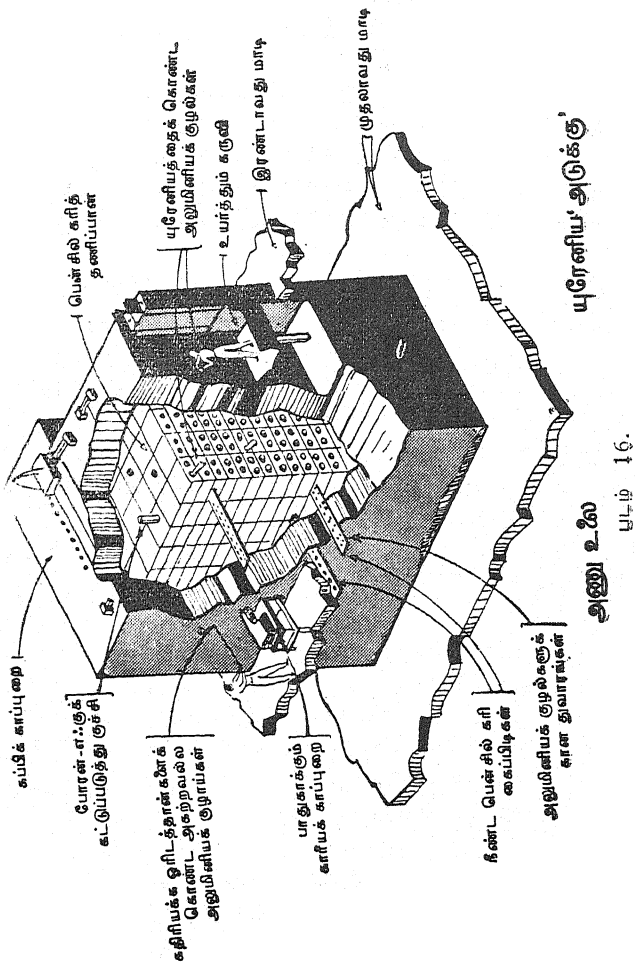 கப்பிக் காப்புறை
போரன்-எஃகுக்
கட்டுப்படுத்து குச்சி
கதிரியக்க ஓரிடத்தான்களைக்
கொண்ட அகற்றவல்ல
அலுமினியக் குழாய்கள்
பாதுகாக்கும்
காரீயக் காப்புறை
நீண்ட பென்சில் கரி
கைப்பிடிகள்
அலுமினியக் குழல்களுக்
கான துவாரங்கள்
பென்சில் கரித்
தணிப்பான்
யுரேனியத்தைக் கொண்ட
அலுமினியக் குழல்கள்
உயர்த்தும் கருவி
இரண்டாவது மாடி
முதலாவது மாடி
அணு உலை
யுரேனிய 'அடுக்கு'
படம் 16.